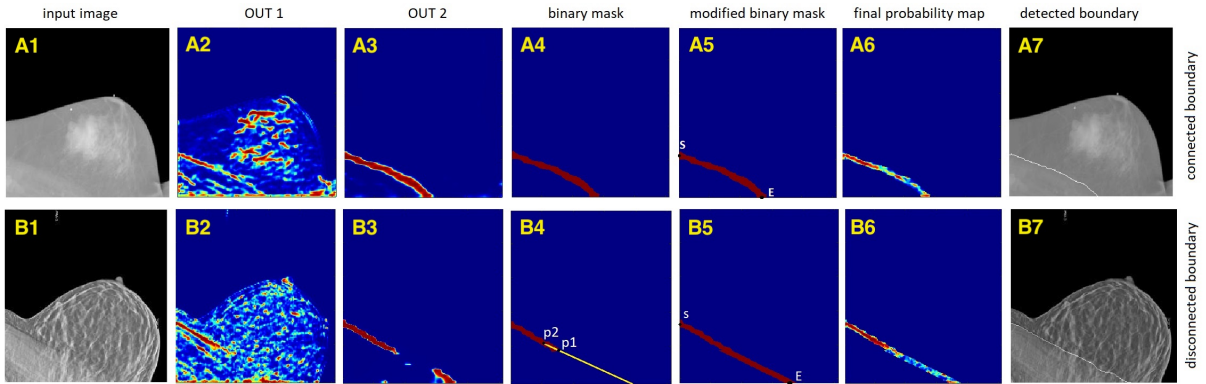 input image OUT 1 OUT 2 binary mask modified binary mask final probability map detected boundary
A1 A2 A3 A4 A5 A6 A7
S
E
connected boundary
B1 B2 B3 B4 B5 B6 B7
p2
p1
s
E
disconnected boundary